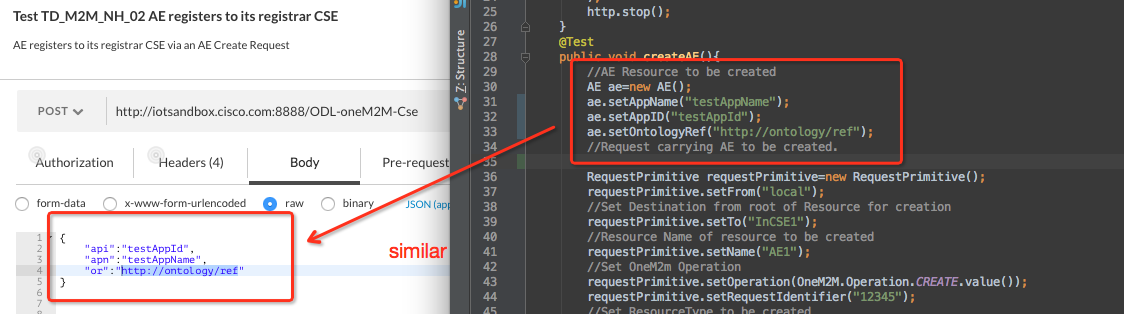 Test TD_M2M_NH_02 AE registers to its registrar CSE
AE registers to its registrar CSE via an AE Create Request
POST
http://iotsandbox.cisco.com:8888/ODL-oneM2M-Cse
Authorization
Headers (4)
Body
Pre-request
form-data
x-www-form-urlencoded
raw
binary
JSON (app
1 {
2 "api":"testAppId",
3 "apn":"testAppName",
4 "or":"http://ontology/ref"
5 }
6
7
8
similar
Z: Structure
25 http.stop();
26 }
27 @Test
28 public void createAE(){
29 //AE Resource to be created
30 AE ae=new AE();
31 ae.setAppName("testAppName");
32 ae.setAppID("testAppId");
33 ae.setOntologyRef("http://ontology/ref");
34 //Request carrying AE to be created.
35
36 RequestPrimitive requestPrimitive=new RequestPrimitive();
37 requestPrimitive.setFrom("local");
38 //Set Destination from root of Resource for creation
39 requestPrimitive.setTo("InCSE1");
40 //Resource Name of resource to be created
41 requestPrimitive.setName("AE1");
42 //Set OneM2m Operation
43 requestPrimitive.setOperation(OneM2M.Operation.CREATE.value());
44 requestPrimitive.setRequestIdentifier("12345");
45 //Set ResourceType to be created